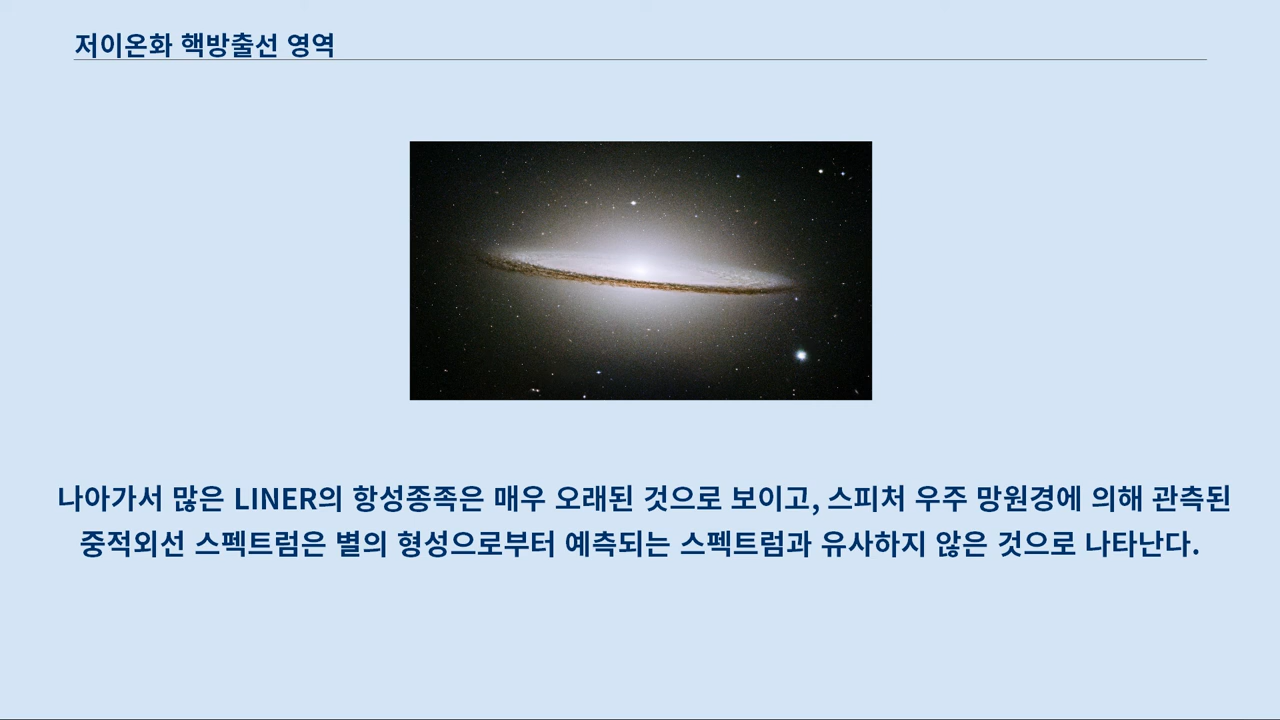 저이온화 핵방출선 영역
나아가서 많은 LINER의 항성종족은 매우 오래된 것으로 보이고, 스피처 우주 망원경에 의해 관측된
중적외선 스펙트럼은 별의 형성으로부터 예측되는 스펙트럼과 유사하지 않은 것으로 나타난다.